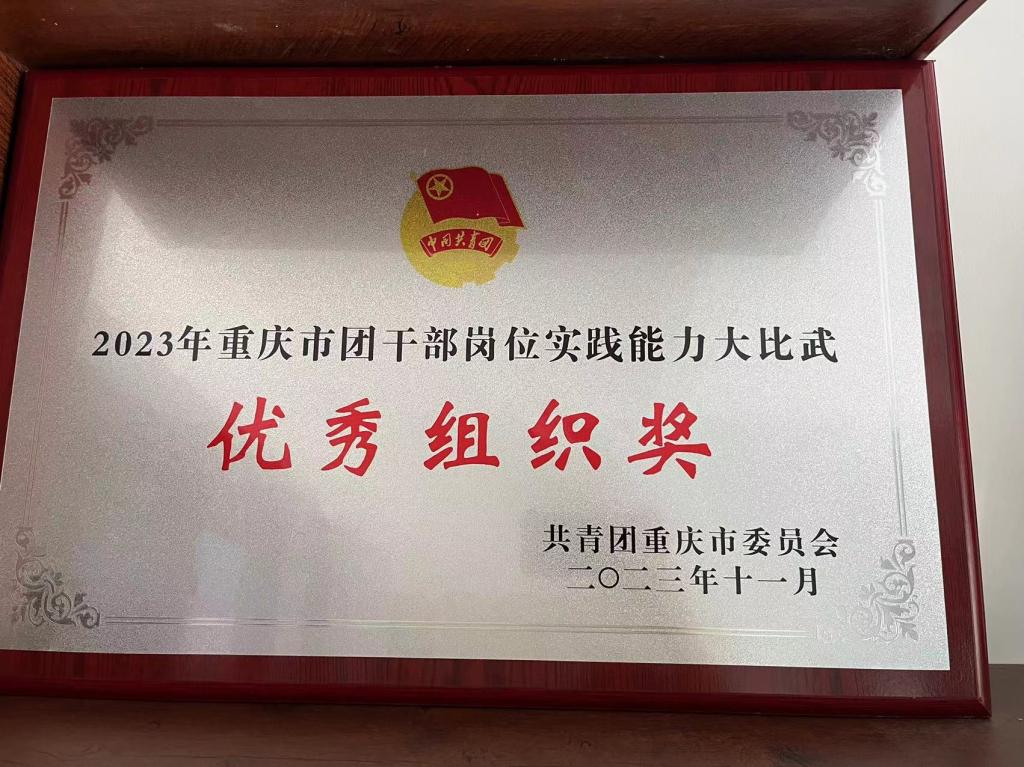 中国共青团
2023年重庆市团干部岗位实践能力大比武
优秀组织奖
共青团重庆市委员会
二〇二三年十一月